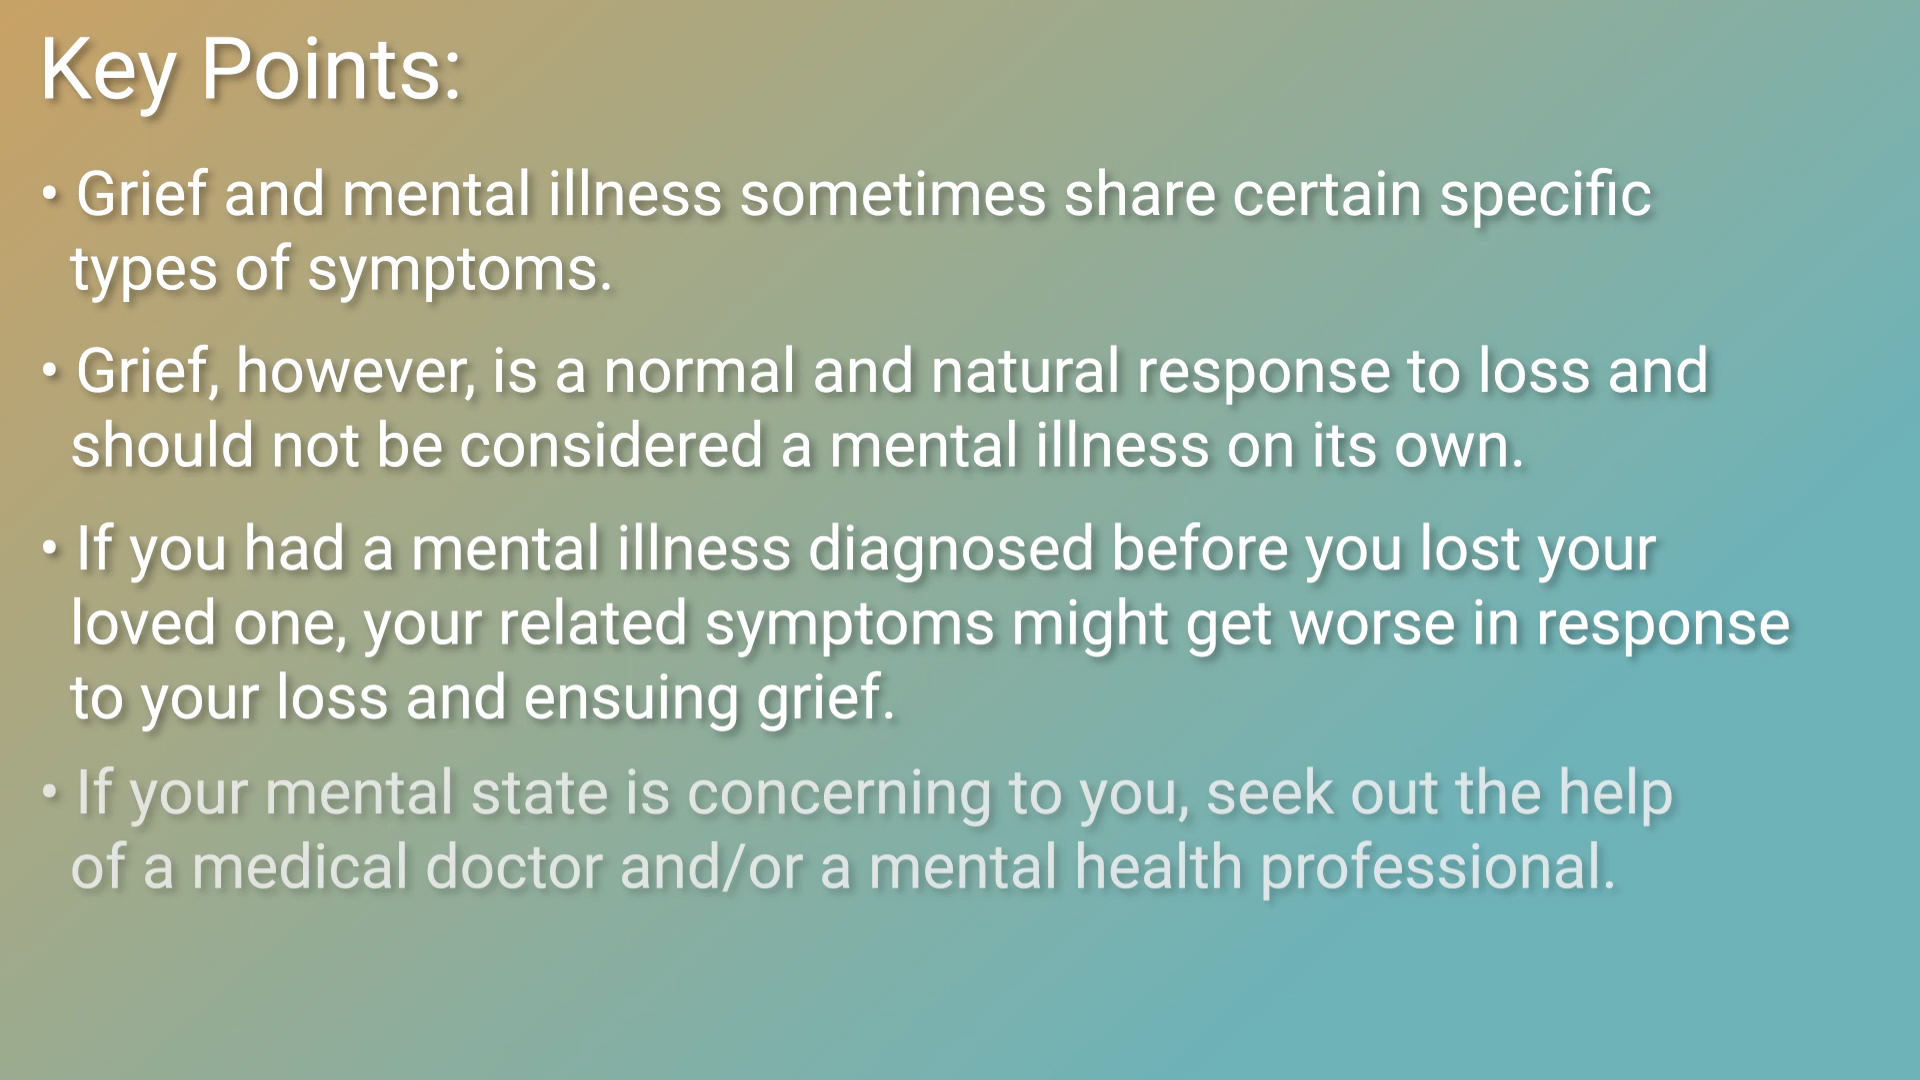 Key Points:
• Grief and mental illness sometimes share certain specific
types of symptoms.
• Grief, however, is a normal and natural response to loss and
should not be considered a mental illness on its own.
• If you had a mental illness diagnosed before you lost your
loved one, your related symptoms might get worse in response
to your loss and ensuing grief.
• If your mental state is concerning to you, seek out the help
of a medical doctor and/or a mental health professional.